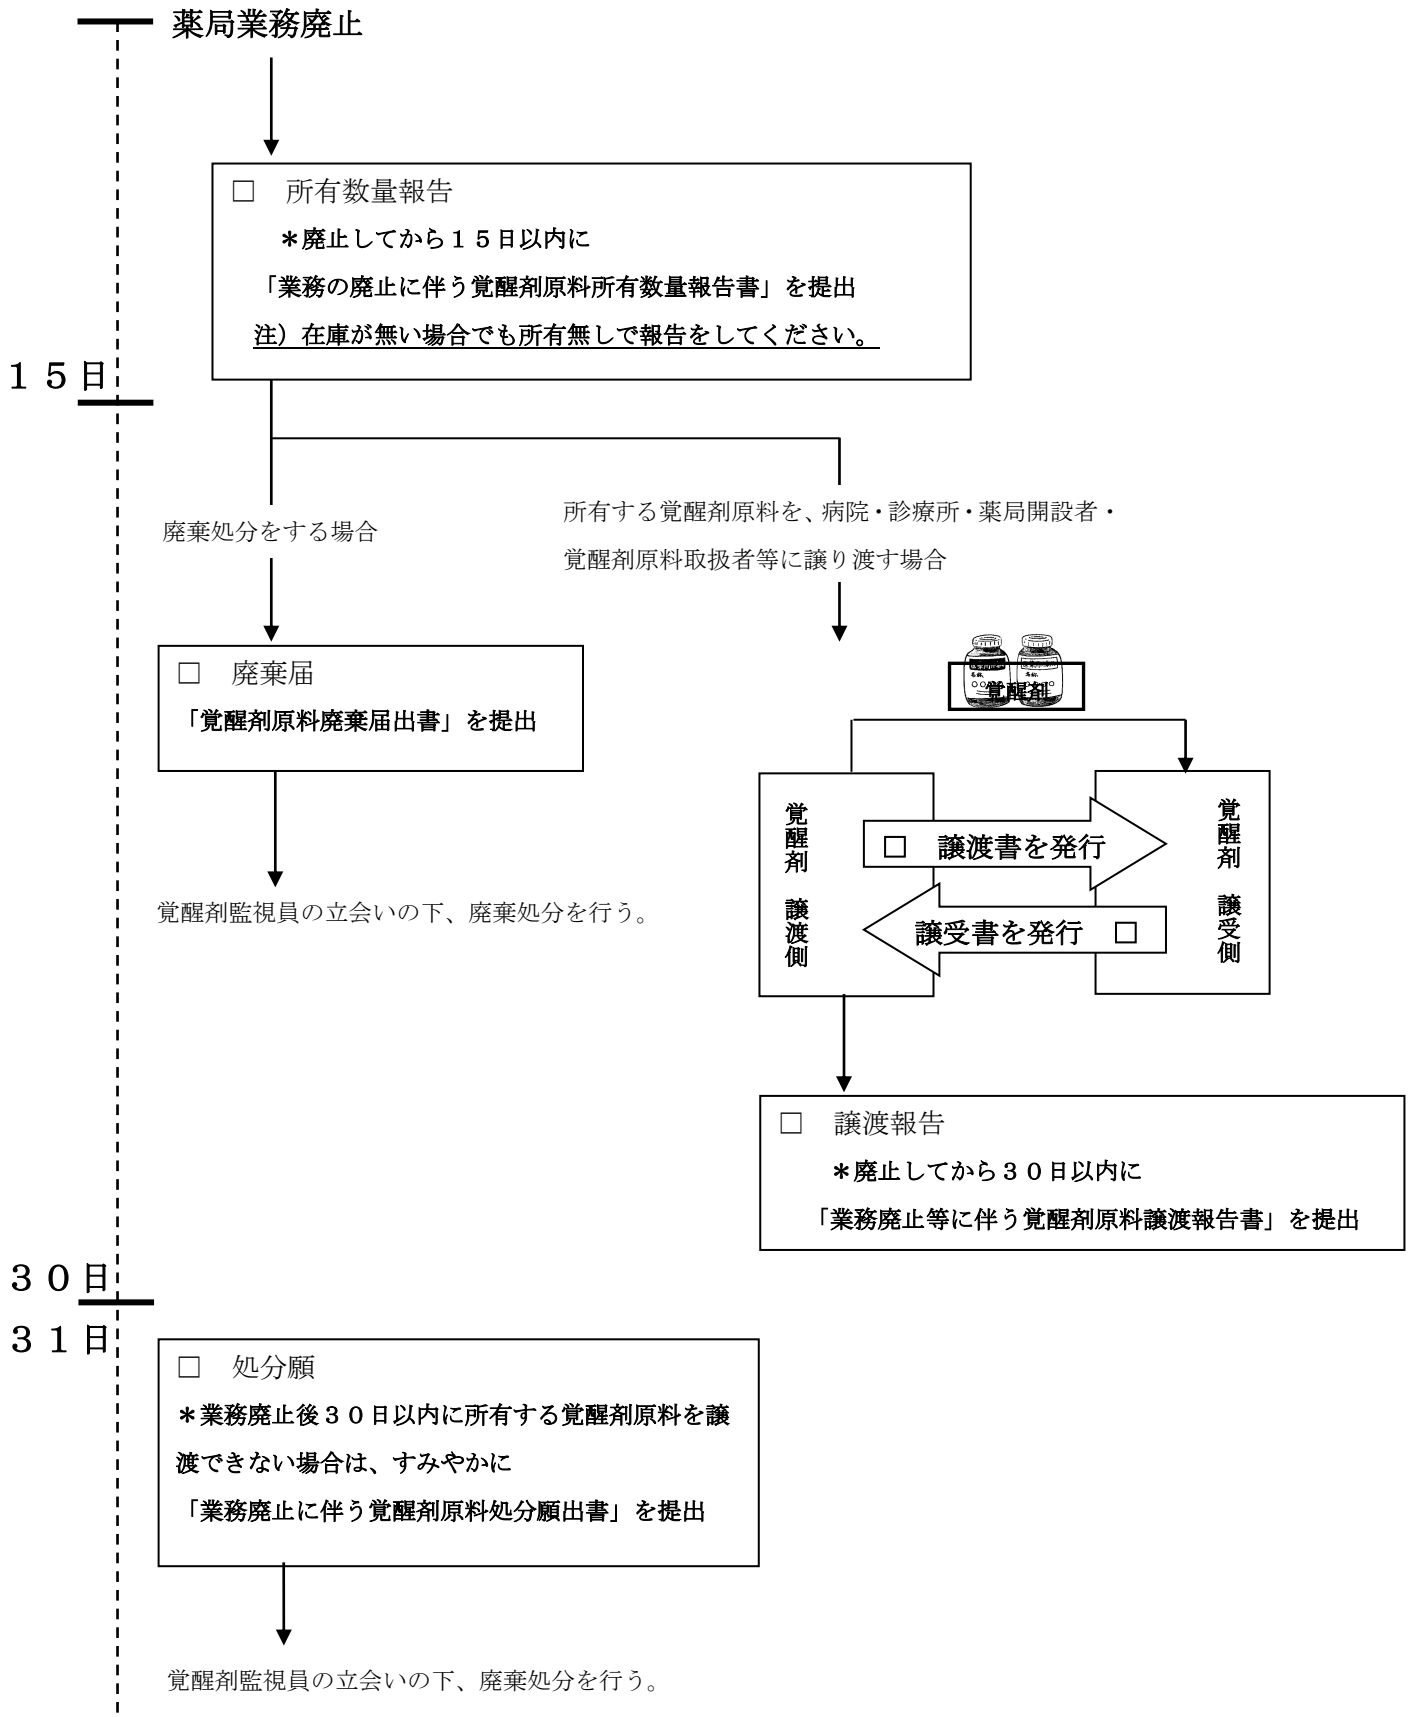 薬局業務廃止
□　所有数量報告
＊廃止してから１５日以内に
「業務の廃止に伴う覚醒剤原料所有数量報告書」を提出
注）在庫が無い場合でも所有無しで報告をしてください。
１５日
廃棄処分をする場合
所有する覚醒剤原料を、病院・診療所・薬局開設者・
覚醒剤原料取扱者等に譲り渡す場合
□　廃棄届
「覚醒剤原料廃棄届出書」を提出
覚醒剤監視員の立会いの下、廃棄処分を行う。
覚醒剤
覚醒剤　譲渡側
□　譲渡書を発行
譲受書を発行　□
覚醒剤　譲受側
□　譲渡報告
＊廃止してから３０日以内に
「業務廃止等に伴う覚醒剤原料譲渡報告書」を提出
３０日
３１日
□　処分願
＊業務廃止後３０日以内に所有する覚醒剤原料を譲
渡できない場合は、すみやかに
「業務廃止に伴う覚醒剤原料処分願出書」を提出
覚醒剤監視員の立会いの下、廃棄処分を行う。